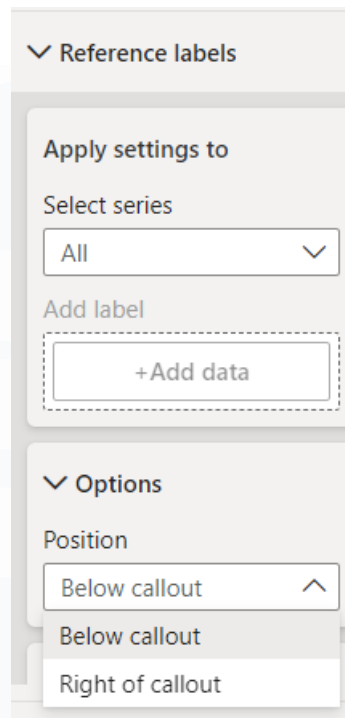 Reference labels
Apply settings to
Select series
All
Add label
+Add data
Options
Position
Below callout
Below callout
Right of callout